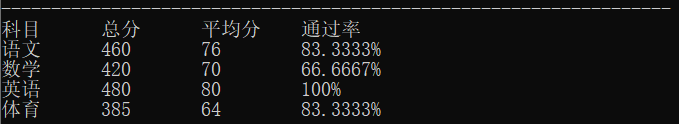 科目 总分 平均分 通过率
语文 460 76 83.3333%
数学 420 70 66.6667%
英语 480 80 100%
体育 385 64 83.3333%